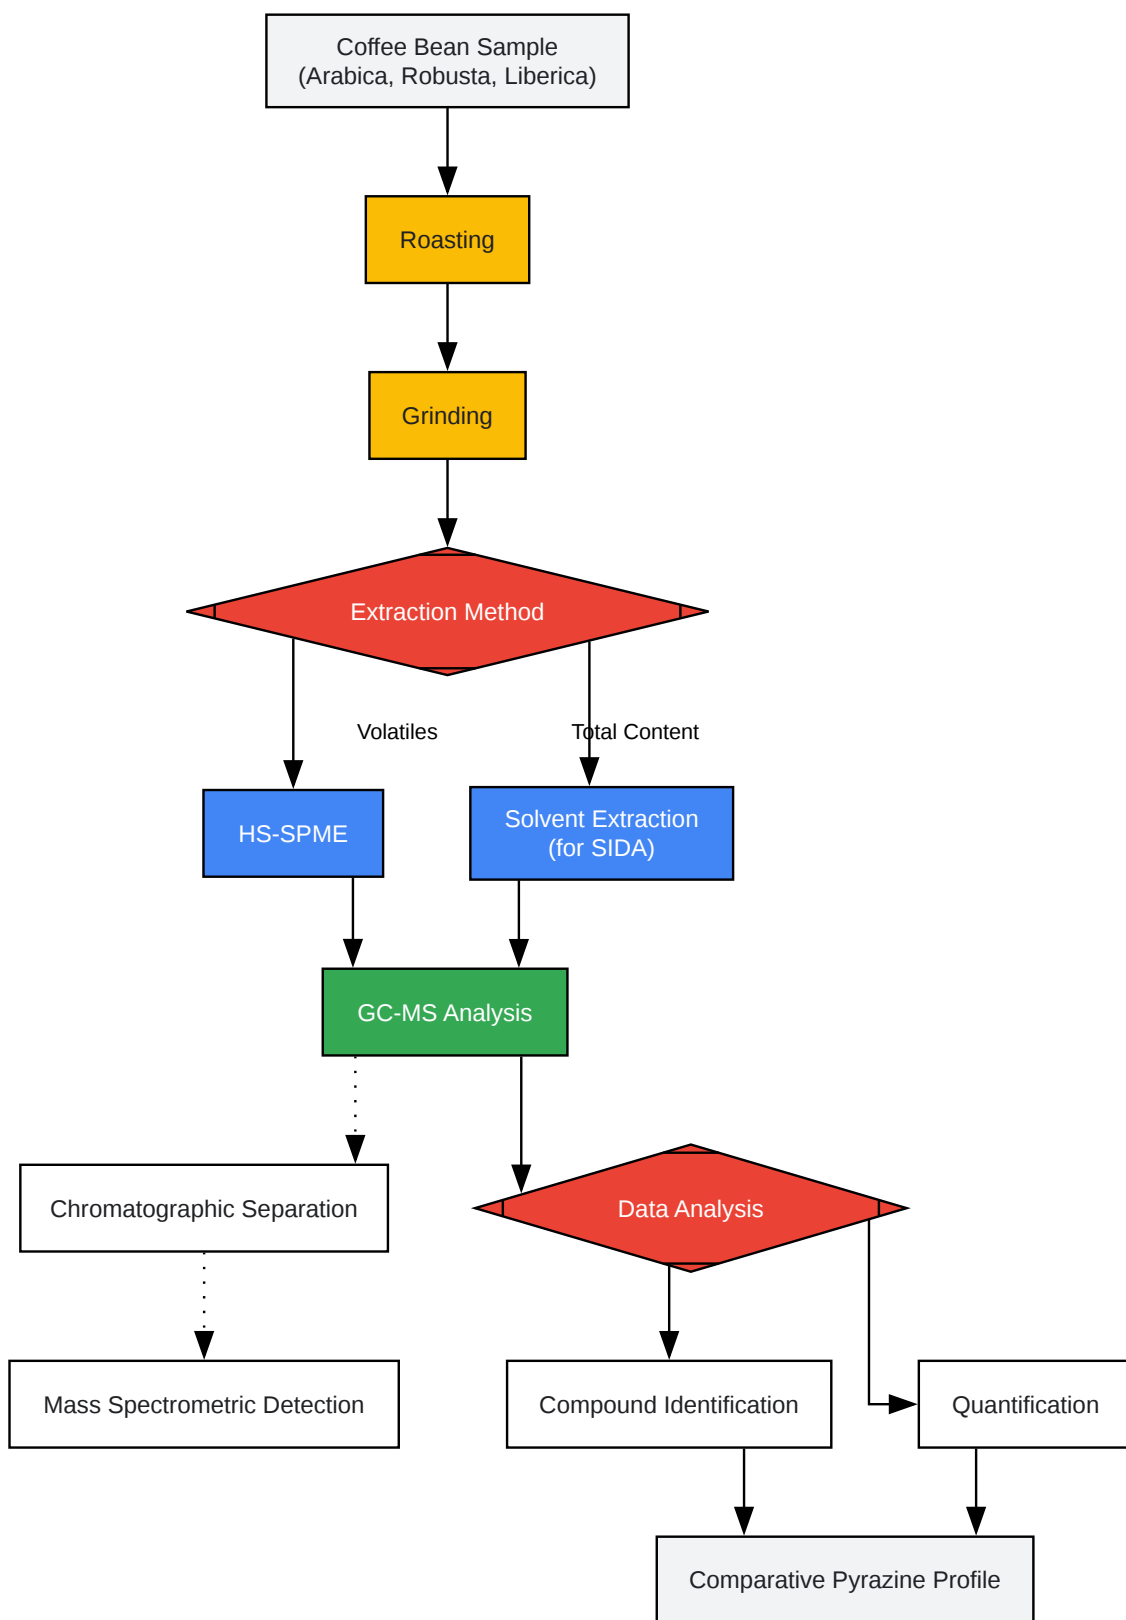 Coffee Bean Sample
(Arabica, Robusta, Liberica)
Roasting
Grinding
Extraction Method
Volatiles
Total Content
HS-SPME
Solvent Extraction
(for SIDA)
GC-MS Analysis
Chromatographic Separation
Data Analysis
Mass Spectrometric Detection
Compound Identification
Quantification
Comparative Pyrazine Profile